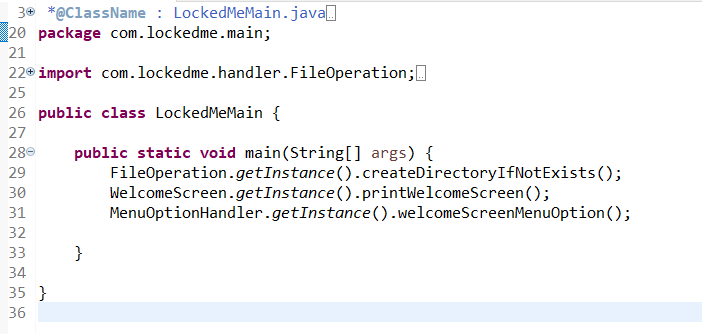 3 *@ClassName : LockedMeMain.java
20 package com.lockedme.main;
21
22 import com.lockedme.handler.FileOperation;
25
26 public class LockedMeMain {
27
28 public static void main(String[] args) {
29 FileOperation.getInstance().createDirectoryIfNotExists();
30 WelcomeScreen.getInstance().printWelcomeScreen();
31 MenuOptionHandler.getInstance().welcomeScreenMenuOption();
32
33 }
34
35 }
36